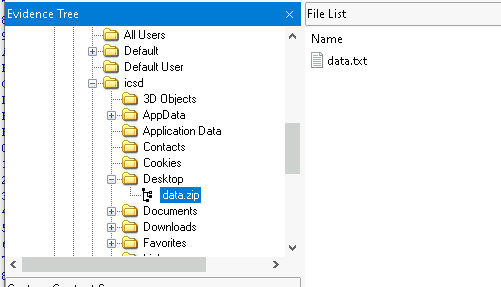 Evidence Tree
All Users
Default
Default User
icsd
3D Objects
AppData
Application Data
Contacts
Cookies
Desktop
data.zip
Documents
Downloads
Favorites
File List
Name
data.txt